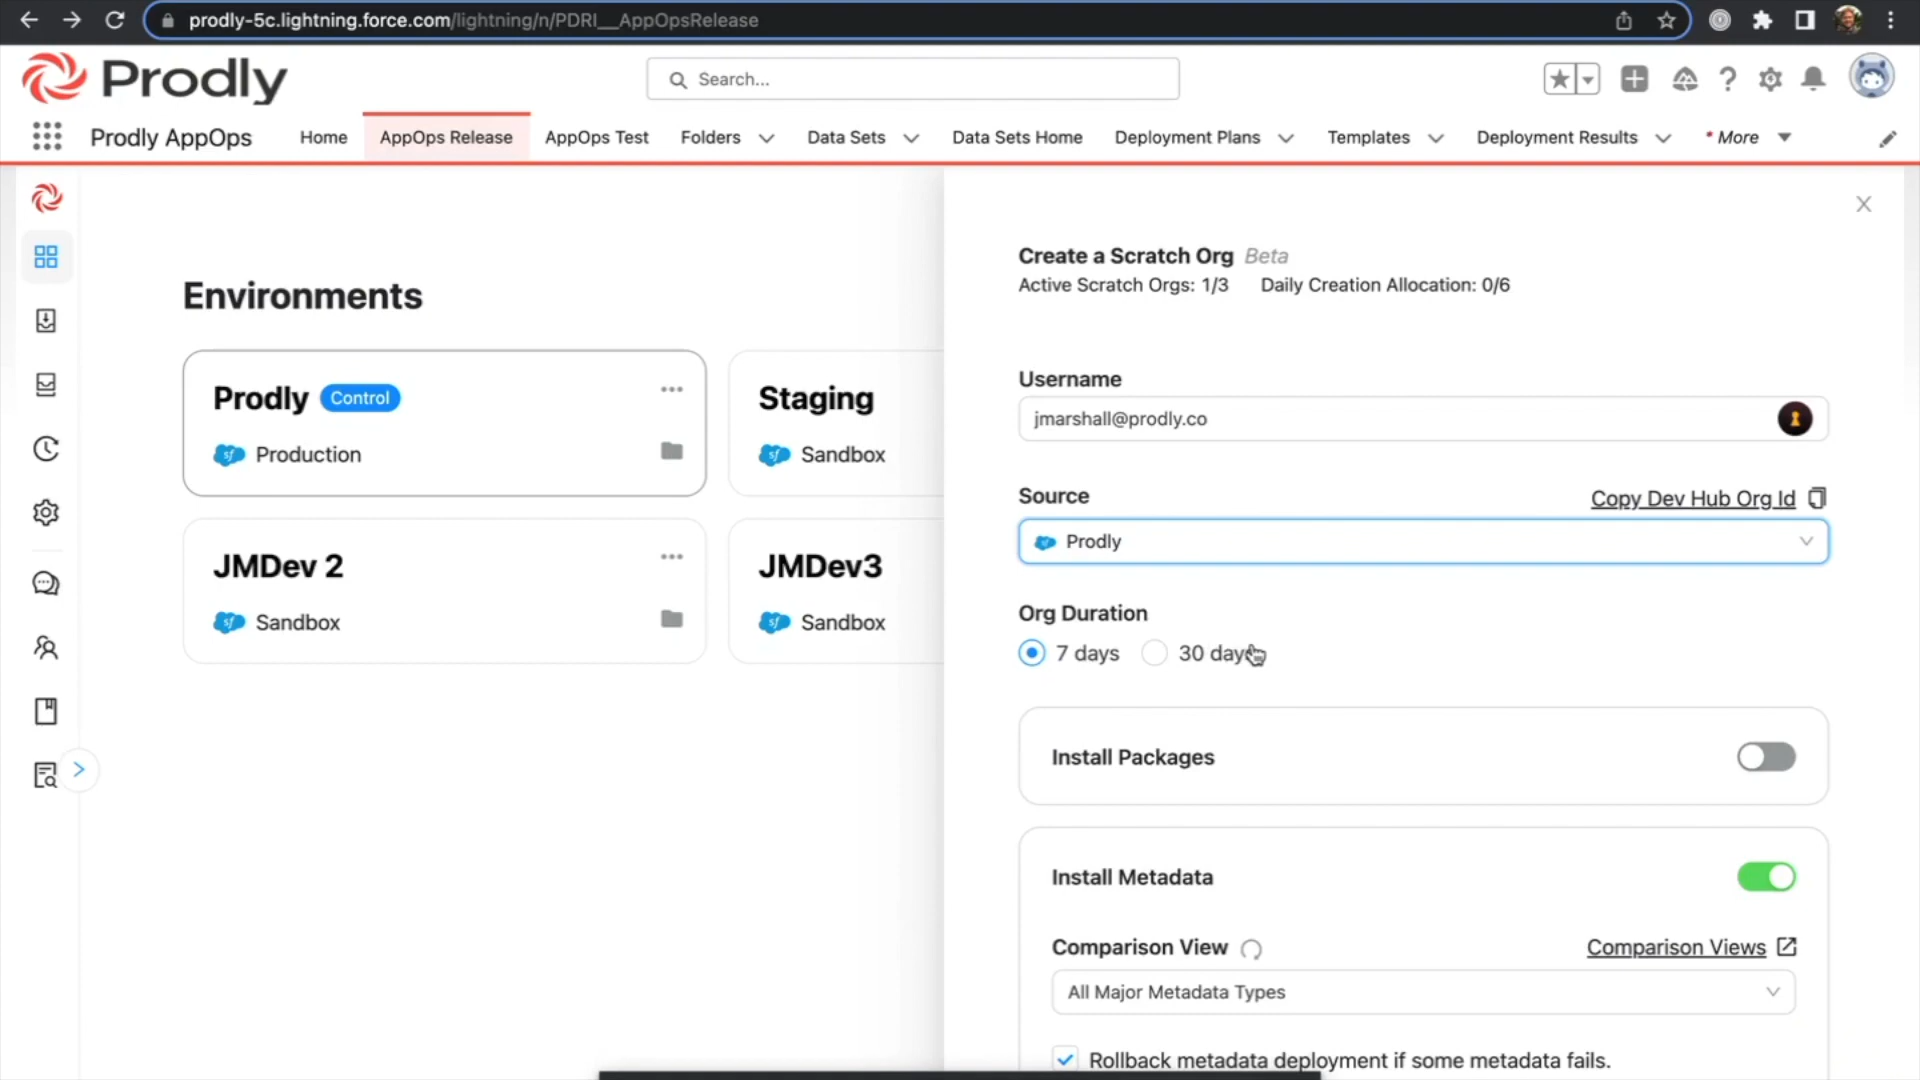 prodly-5c.lightning.force.com/lightning/n/PDRI__AppOpsRelease
Prodly
Search...
Prodly AppOps
Home
AppOps Release
AppOps Test
Folders
Data Sets
Data Sets Home
Deployment Plans
Templates
Deployment Results
* More
Environments
Prodly Control
Production
Staging
Sandbox
JMDev 2
Sandbox
JMDev3
Sandbox
Create a Scratch Org Beta
Active Scratch Orgs: 1/3 Daily Creation Allocation: 0/6
Username
jmarshall@prodly.co
Source Copy Dev Hub Org Id
Prodly
Org Duration
7 days 30 days
Install Packages
Install Metadata
Comparison View Comparison Views
All Major Metadata Types
Rollback metadata deployment if some metadata fails.